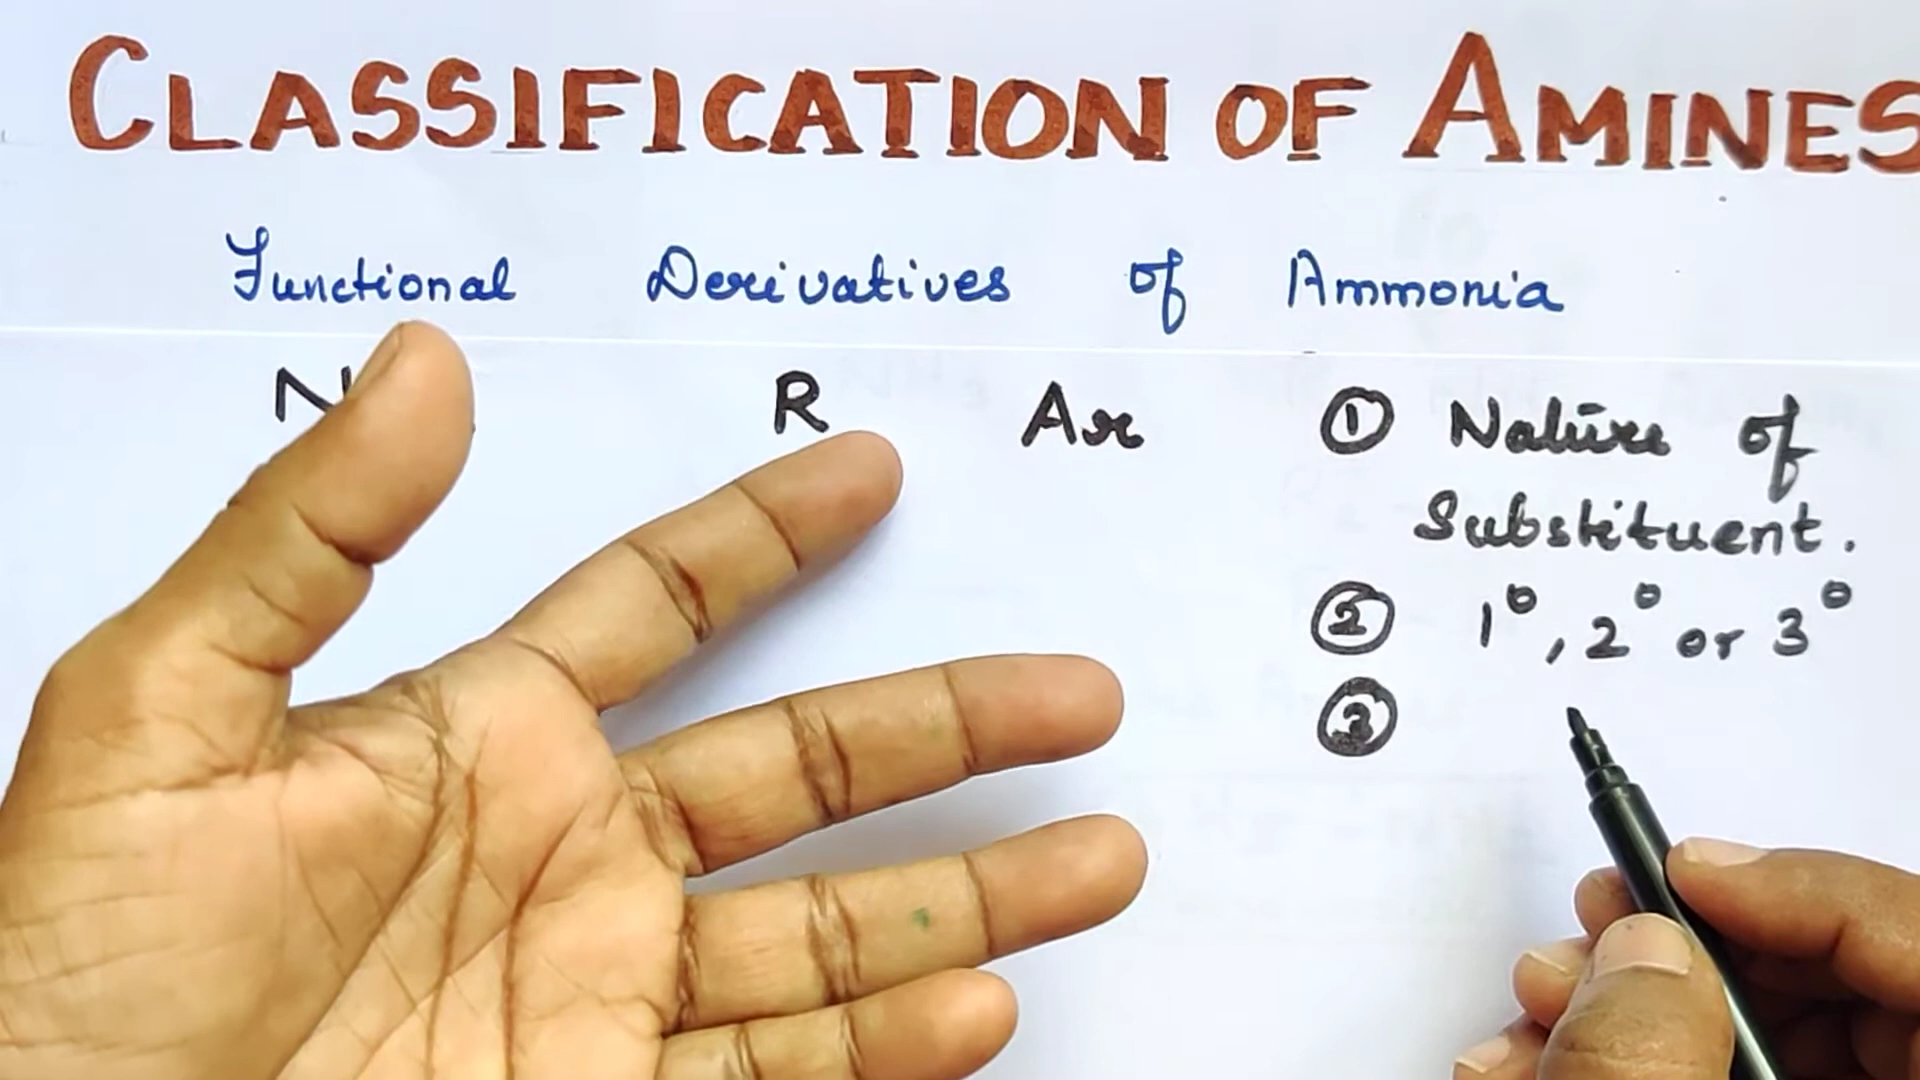 CLASSIFICATION OF AMINES
Functional Derivatives of Ammonia
N R Ar ① Nature of
Substituent.
② 1°, 2° or 3°
③